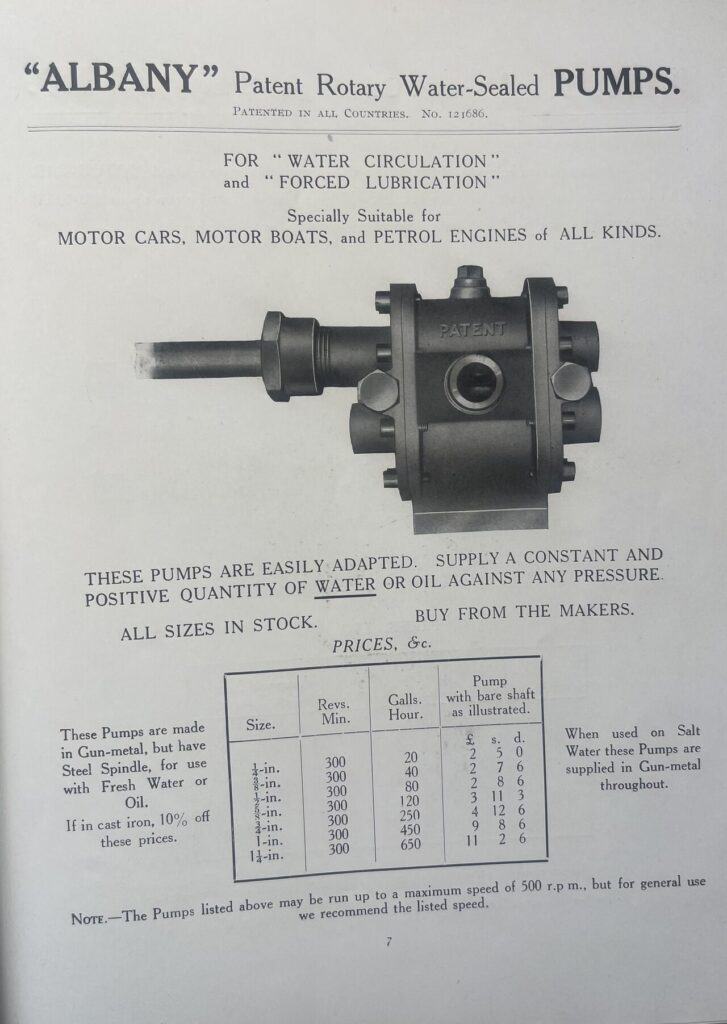 “ALBANY” Patent Rotary Water-Sealed PUMPS.
PATENTED IN ALL COUNTRIES. No. 121686.
FOR “WATER CIRCULATION”
and “FORCED LUBRICATION”
Specially Suitable for
MOTOR CARS, MOTOR BOATS, and PETROL ENGINES of ALL KINDS.
PATENT
THESE PUMPS ARE EASILY ADAPTED. SUPPLY A CONSTANT AND
POSITIVE QUANTITY OF WATER OR OIL AGAINST ANY PRESSURE.
ALL SIZES IN STOCK. BUY FROM THE MAKERS.
PRICES, &c.
These Pumps are made
in Gun-metal, but have
Steel Spindle, for use
with Fresh Water or
Oil.
If in cast iron, 10% off
these prices.
Size. Revs. Min. Galls. Hour. Pump with bare shaft as illustrated.
£ s. d.
¼-in. 300 20 2 5 0
⅜-in. 300 40 2 7 6
½-in. 300 80 2 8 6
⅝-in. 300 120 3 11 3
¾-in. 300 250 4 12 6
1-in. 300 450 9 8 6
1¼-in. 300 650 11 2 6
When used on Salt
Water these Pumps are
supplied in Gun-metal
throughout.
NOTE.—The Pumps listed above may be run up to a maximum speed of 500 r.p m., but for general use
we recommend the listed speed.
7